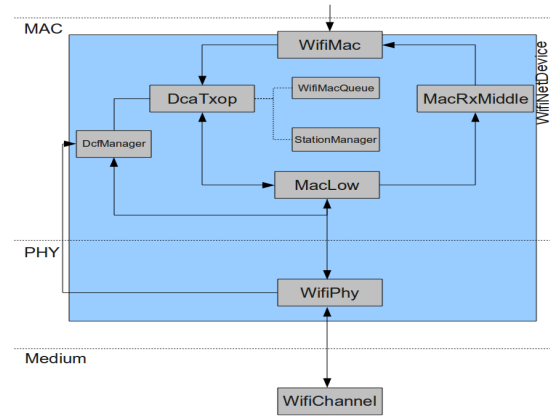 MAC
WifiMac
WifiNetDevice
DcaTxop
WifiMacQueue
MacRxMiddle
DcfManager
StationManager
MacLow
PHY
WifiPhy
Medium
WifiChannel